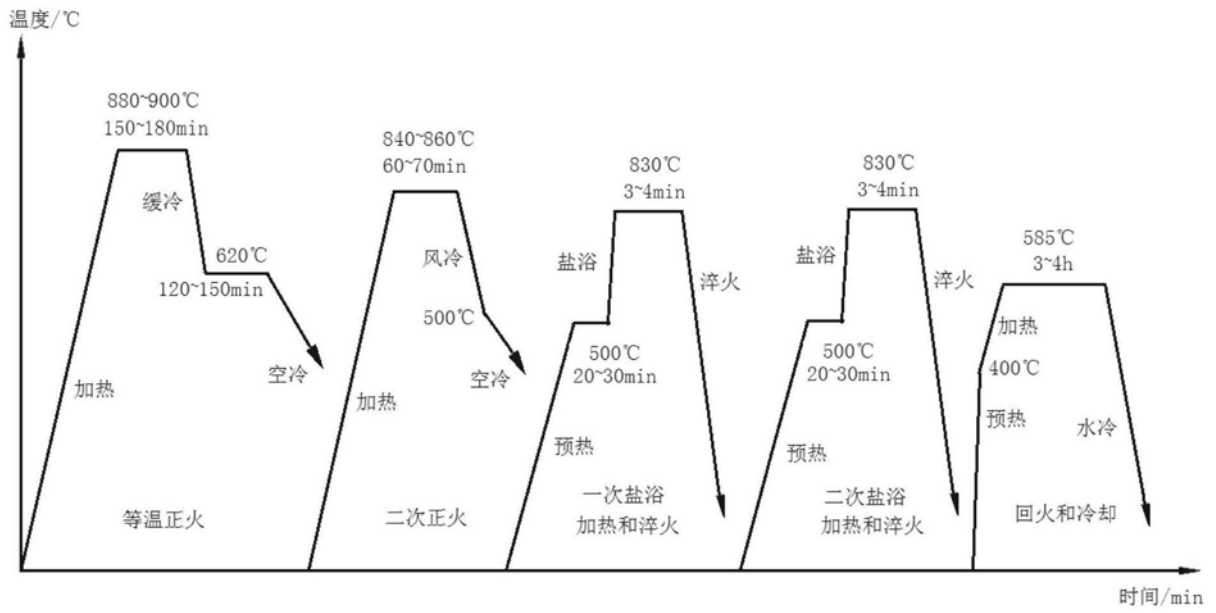 温度/℃
880~900℃
150~180min
缓冷
620℃
120~150min
加热
空冷
等温正火
840~860℃
60~70min
风冷
500℃
加热
空冷
二次正火
830℃
3~4min
盐浴
淬火
500℃
20~30min
预热
一次盐浴
加热和淬火
830℃
3~4min
盐浴
淬火
500℃
20~30min
预热
二次盐浴
加热和淬火
585℃
3~4h
加热
400℃
预热
水冷
回火和冷却
时间/min